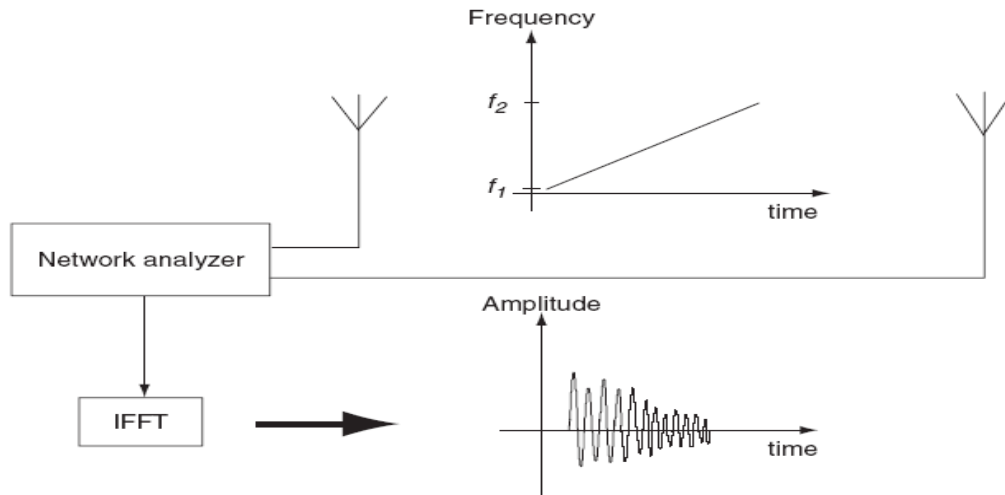 Frequency
f2
f1
time
Network analyzer
Amplitude
IFFT
time